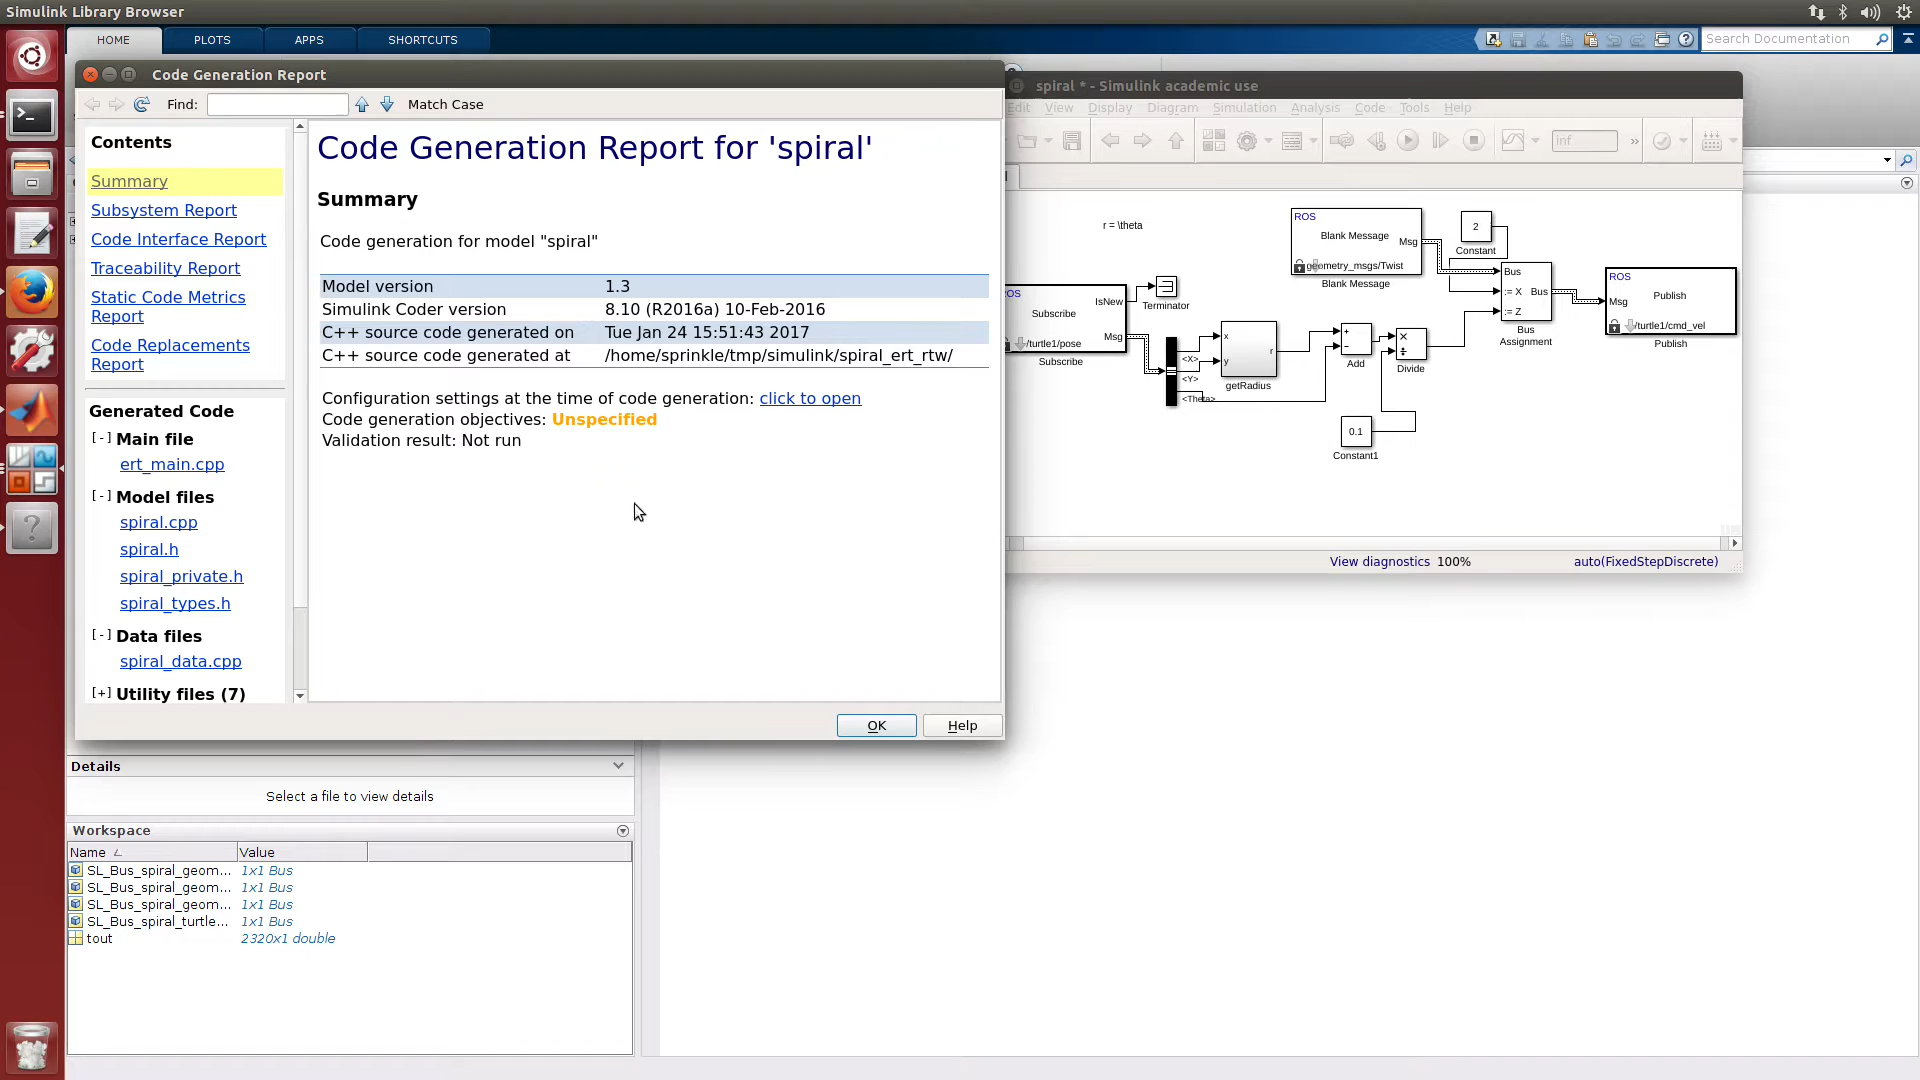 Simulink Library Browser
HOME
PLOTS
APPS
SHORTCUTS
Search Documentation
Code Generation Report
Find:
Match Case
Contents
Summary
Subsystem Report
Code Interface Report
Traceability Report
Static Code Metrics
Report
Code Replacements
Report
Generated Code
[-] Main file
ert_main.cpp
[-] Model files
spiral.cpp
spiral.h
spiral_private.h
spiral_types.h
[-] Data files
spiral_data.cpp
[+] Utility files (7)
Code Generation Report for 'spiral'
Summary
Code generation for model "spiral"
Model version 1.3
Simulink Coder version 8.10 (R2016a) 10-Feb-2016
C++ source code generated on Tue Jan 24 15:51:43 2017
C++ source code generated at /home/sprinkle/tmp/simulink/spiral_ert_rtw/
Configuration settings at the time of code generation: click to open
Code generation objectives: Unspecified
Validation result: Not run
OK
Help
spiral * - Simulink academic use
View Display Diagram Simulation Analysis Code Tools Help
inf
»
r = \theta
ROS
Blank Message
Msg
geometry_msgs/Twist
Blank Message
2
Constant
Bus
:= X
Bus
:= Z
Bus
Assignment
ROS
Msg
Publish
/turtle1/cmd_vel
Publish
IsNew
Subscribe
Msg
/turtle1/pose
Subscribe
Terminator
<X>
<Y>
<Theta>
x
y
r
getRadius
+
−
Add
×
÷
Divide
0.1
Constant1
View diagnostics 100%
auto(FixedStepDiscrete)
Details
Select a file to view details
Workspace
Name Value
SL_Bus_spiral_geom... 1x1 Bus
SL_Bus_spiral_geom... 1x1 Bus
SL_Bus_spiral_geom... 1x1 Bus
SL_Bus_spiral_turtle... 1x1 Bus
tout 2320x1 double